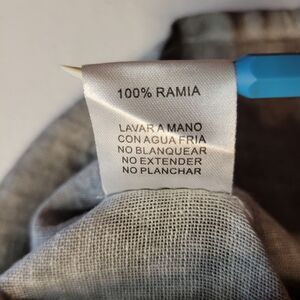 100% RAMIA
LAVAR A MANO
CON AGUA FRIA
NO BLANQUEAR
NO EXTENDER
NO PLANCHAR